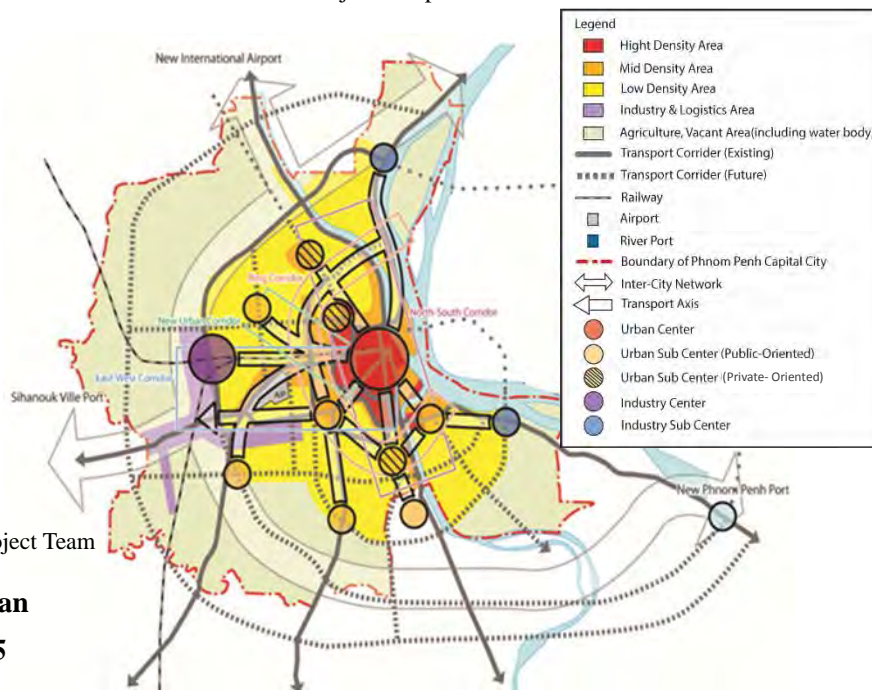 New International Airport
Ring Corridor
New Urban Corridor
North-South Corridor
East West Corridor
Sihanouk Ville Port
New Phnom Penh Port
Legend
Hight Density Area
Mid Density Area
Low Density Area
Industry & Logistics Area
Agriculture, Vacant Area(including water body
Transport Corrider (Existing)
Transport Corrider (Future)
Railway
Airport
River Port
Boundary of Phnom Penh Capital City
Inter-City Network
Transport Axis
Urban Center
Urban Sub Center (Public-Oriented)
Urban Sub Center (Private- Oriented)
Industry Center
Industry Sub Center
oject Team
an
5